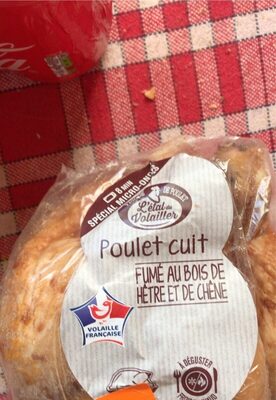 8 MIN
SPÉCIAL MICRO-ONDES
L'étal du
Volailler
Poulet cuit
FUMÉ AU BOIS DE
HÊTRE ET DE CHÊNE
VOLAILLE
FRANÇAISE
À DÉGUSTER